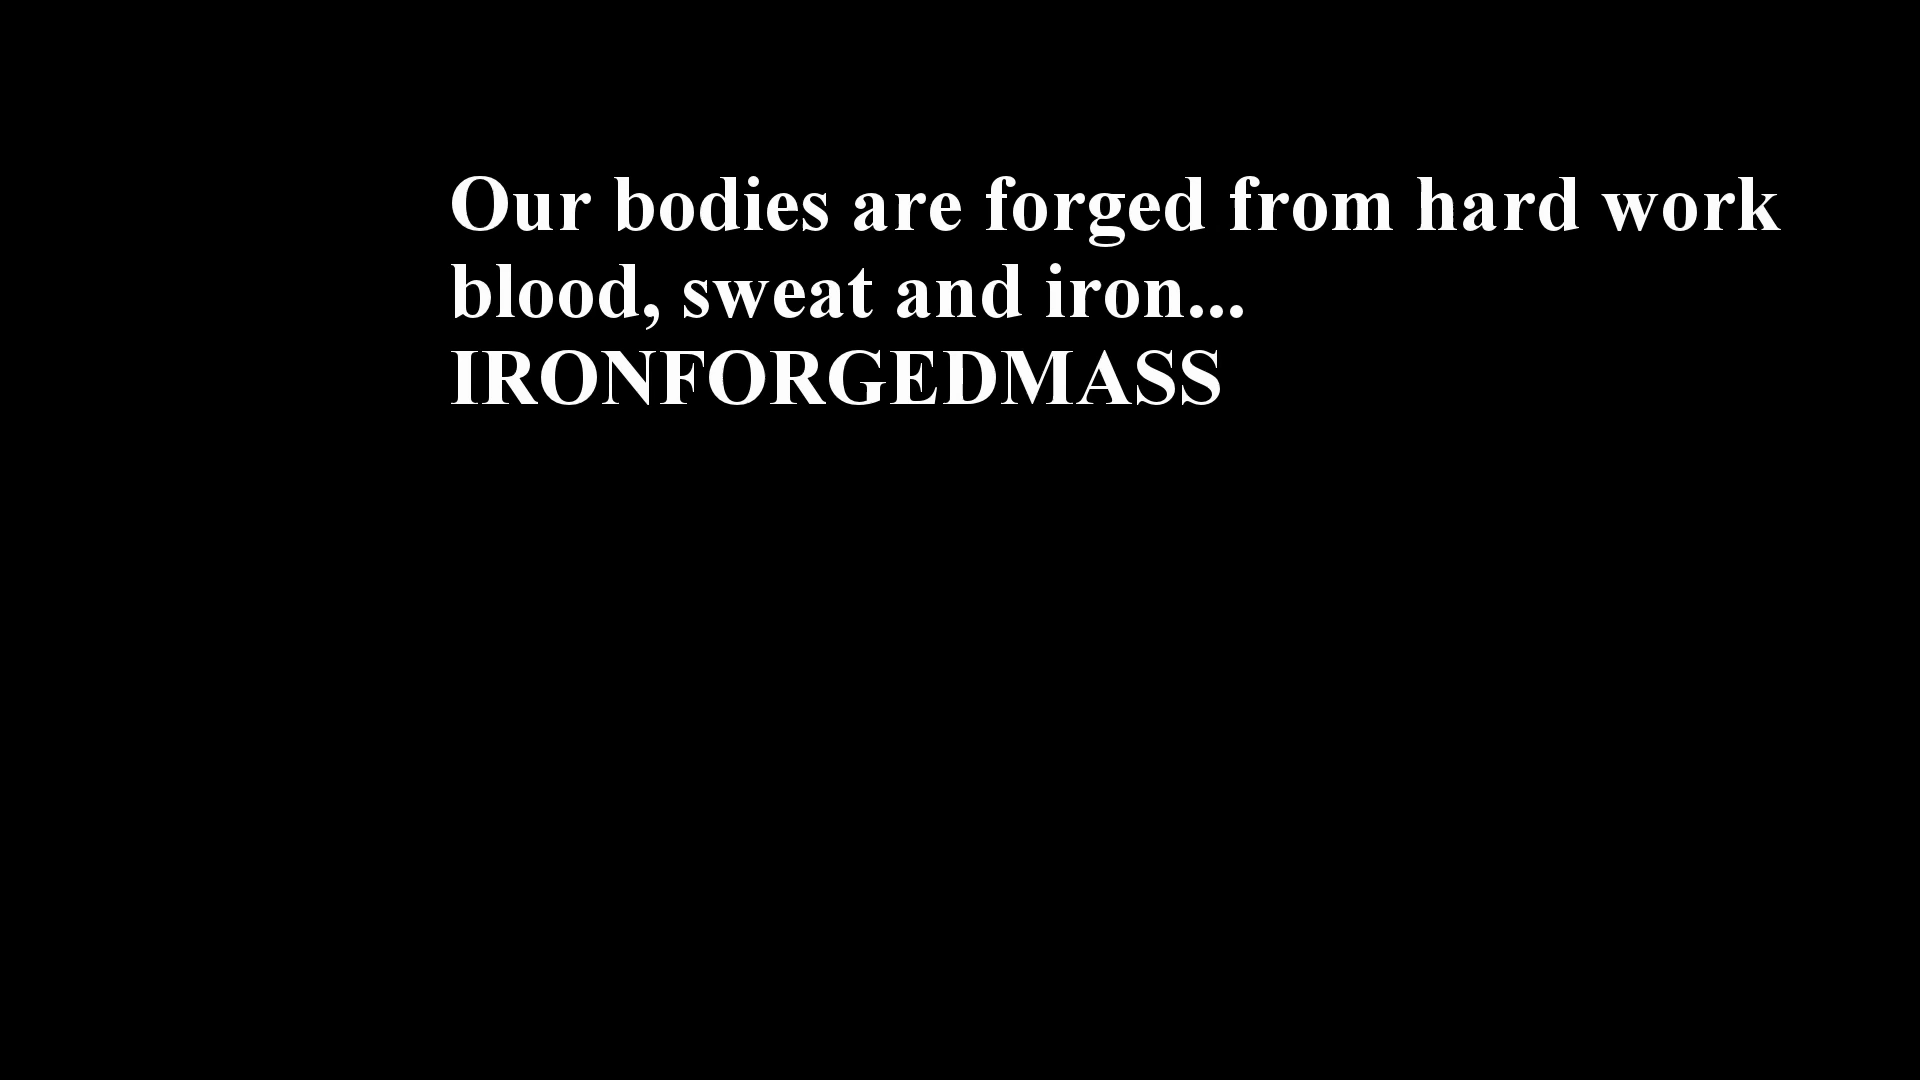 Our bodies are forged from hard work
blood, sweat and iron...
IRONFORGEDMASS